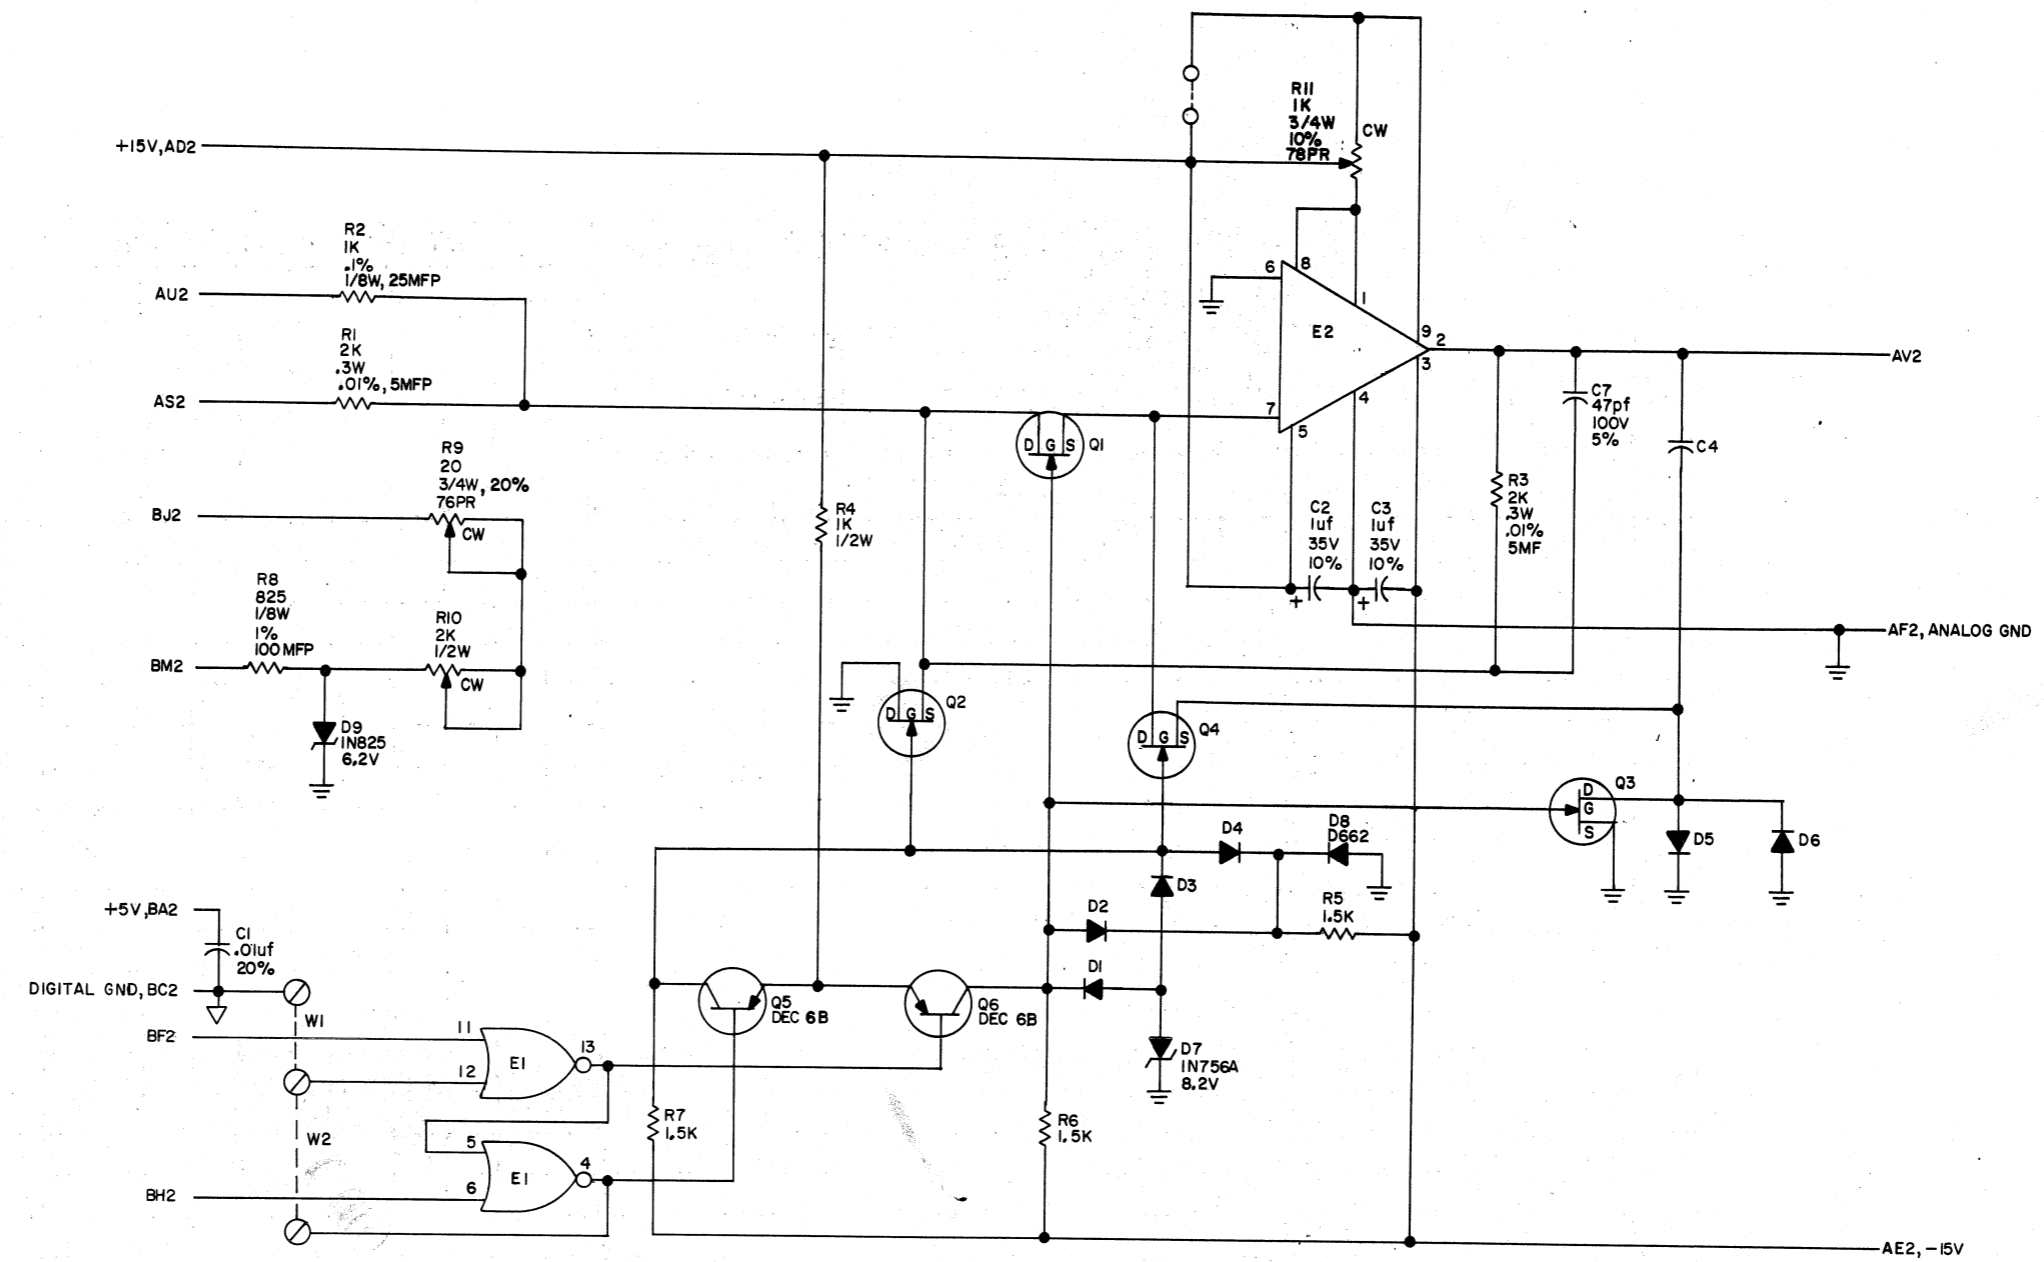 R11
1K
3/4W
10%
78PR
CW
+15V,AD2
R2
1K
.1%
1/8W, 25MFP
AU2
R1
2K
.3W
.01%, 5MFP
AS2
6
8
1
E2
9
2
3
AV2
7
5
4
D G S Q1
C7
47pf
100V
5%
C4
R9
20
3/4W, 20%
76PR
BJ2
CW
R4
1K
1/2W
C2
1uf
35V
10%
+
C3
1uf
35V
10%
+
R3
2K
.3W
.01%
5MF
R8
825
1/8W
1%
100MFP
BM2
R10
2K
1/2W
CW
AF2, ANALOG GND
D9
1N825
6.2V
D G S Q2
D G S Q4
Q3
D
G
S
D4
D8
D662
D5
D6
D3
+5V,BA2
C1
.01uf
20%
D2
R5
1.5K
DIGITAL GND, BC2
D1
Q5
DEC 6B
Q6
DEC 6B
W1
BF2
11
12
E1
13
D7
1N756A
8.2V
R7
1.5K
R6
1.5K
W2
5
6
E1
4
BH2
AE2, -15V